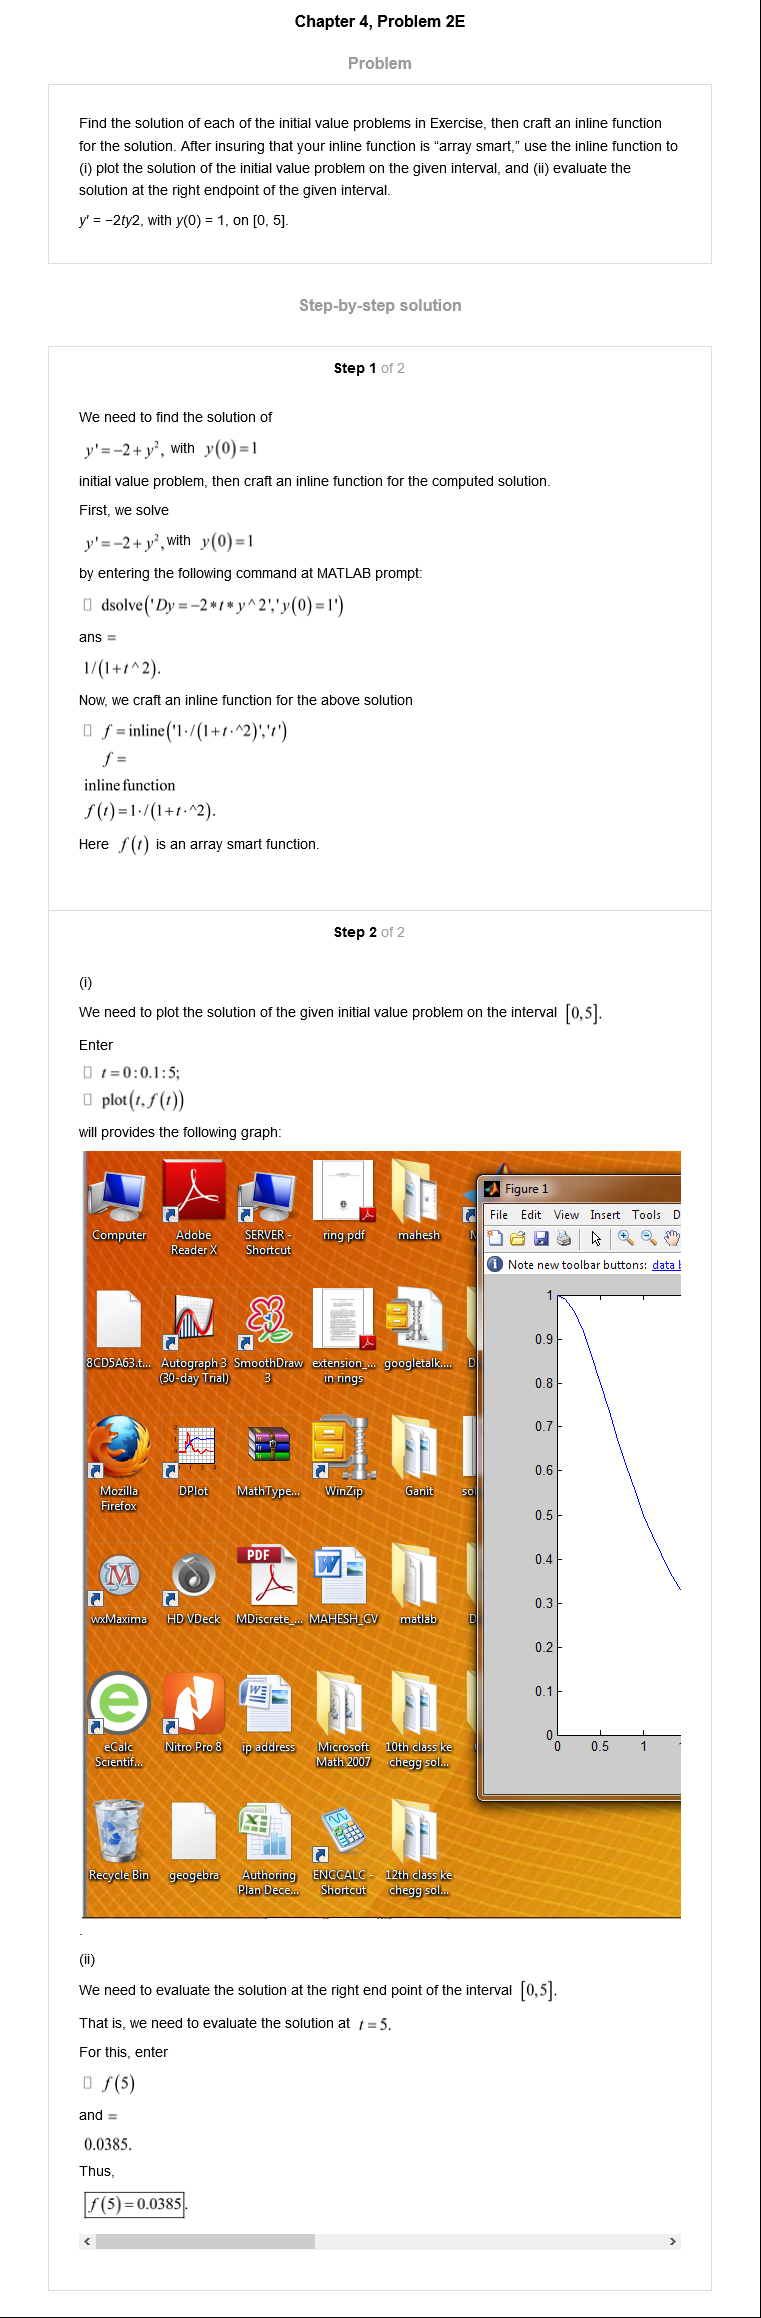 Chapter 4, Problem 2E
Problem
Find the solution of each of the initial value problems in Exercise, then craft an inline function
for the solution. After insuring that your inline function is “array smart,” use the inline function to
(i) plot the solution of the initial value problem on the given interval, and (ii) evaluate the
solution at the right endpoint of the given interval.
y′ = −2ty2, with y(0) = 1, on [0, 5].
Step-by-step solution
Step 1 of 2
We need to find the solution of
y'=−2+y², with y(0)=1
initial value problem, then craft an inline function for the computed solution.
First, we solve
y'=−2+y², with y(0)=1
by entering the following command at MATLAB prompt:
dsolve('Dy=−2*t*y^2','y(0)=1')
ans =
1/(1+t^2).
Now, we craft an inline function for the above solution
f=inline('1·/(1+t·^2)','t')
f=
inline function
f(t)=1·/(1+t·^2).
Here f(t) is an array smart function.
Step 2 of 2
(i)
We need to plot the solution of the given initial value problem on the interval [0,5].
Enter
t=0:0.1:5;
plot(t,f(t))
will provides the following graph:
Figure 1
File Edit View Insert Tools D
Note new toolbar buttons: data
Computer
Adobe Reader X
SERVER - Shortcut
ring pdf
mahesh
8CD5A63.t...
Autograph 3 (30-day Trial)
SmoothDraw 3
extension_... in rings
googletalk....
D
Mozilla Firefox
DPlot
MathType...
WinZip
Ganit
sol
wxMaxima
HD VDeck
PDF
MDiscrete_...
MAHESH_CV
matlab
D
eCalc Scientif...
Nitro Pro 8
ip address
Microsoft Math 2007
10th class ke chegg sol...
Recycle Bin
geogebra
Authoring Plan Dece...
ENCCALC - Shortcut
12th class ke chegg sol...
1
0.9
0.8
0.7
0.6
0.5
0.4
0.3
0.2
0.1
0
0 0.5 1
.
(ii)
We need to evaluate the solution at the right end point of the interval [0,5].
That is, we need to evaluate the solution at t=5.
For this, enter
f(5)
and =
0.0385.
Thus,
f(5)=0.0385.